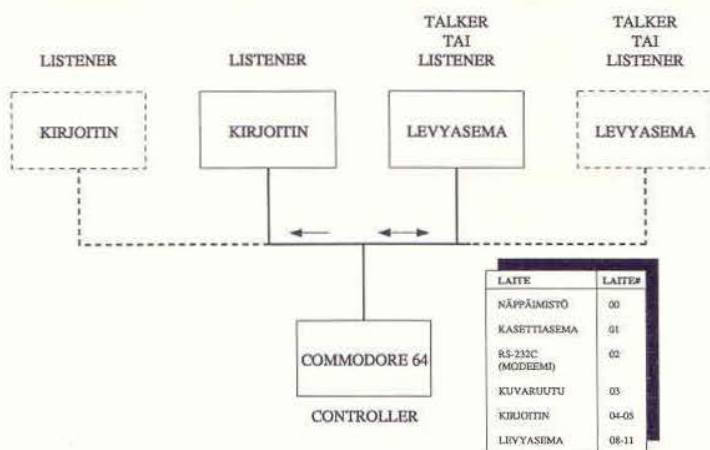 LISTENER
LISTENER
TALKER
TAI
LISTENER
TALKER
TAI
LISTENER
KIRJOITIN
KIRJOITIN
LEVYASEMA
LEVYASEMA
COMMODORE 64
CONTROLLER
LAITE LAITE#
NÄPPÄIMISTÖ 00
KASETTIASEMA 01
RS-232C 02
(MODEEMI)
KUVARUUTU 03
KIRJOITIN 04-05
LEVYASEMA 08-11